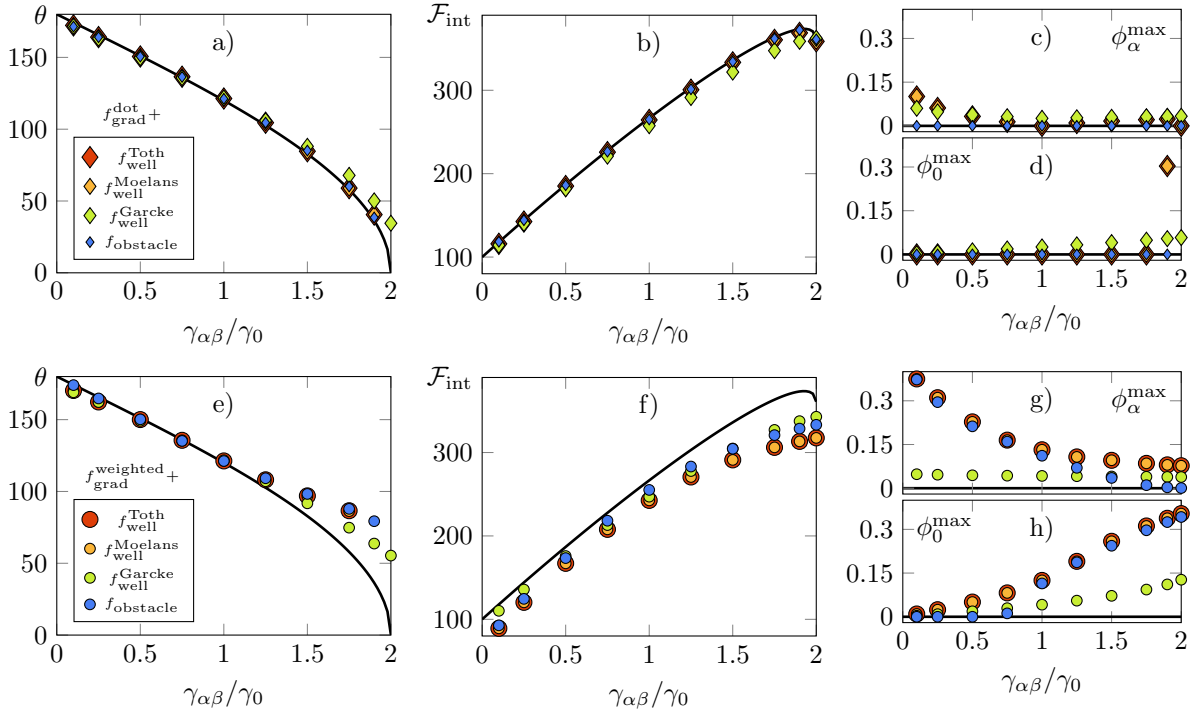 θ
a)
150
100
50
0
f_grad^dot+
f_well^Toth
f_well^Moelans
f_well^Garcke
f_obstacle
0 0.5 1 1.5 2
γ_αβ/γ_0
F_int
b)
300
200
100
0 0.5 1 1.5 2
γ_αβ/γ_0
c) ϕ_α^max
0.3
0.15
0
ϕ_0^max d)
0.3
0.15
0
0 0.5 1 1.5 2
γ_αβ/γ_0
θ
e)
150
100
50
0
f_grad^weighted+
f_well^Toth
f_well^Moelans
f_well^Garcke
f_obstacle
0 0.5 1 1.5 2
γ_αβ/γ_0
F_int
f)
300
200
100
0 0.5 1 1.5 2
γ_αβ/γ_0
g) ϕ_α^max
0.3
0.15
0
ϕ_0^max h)
0.3
0.15
0
0 0.5 1 1.5 2
γ_αβ/γ_0